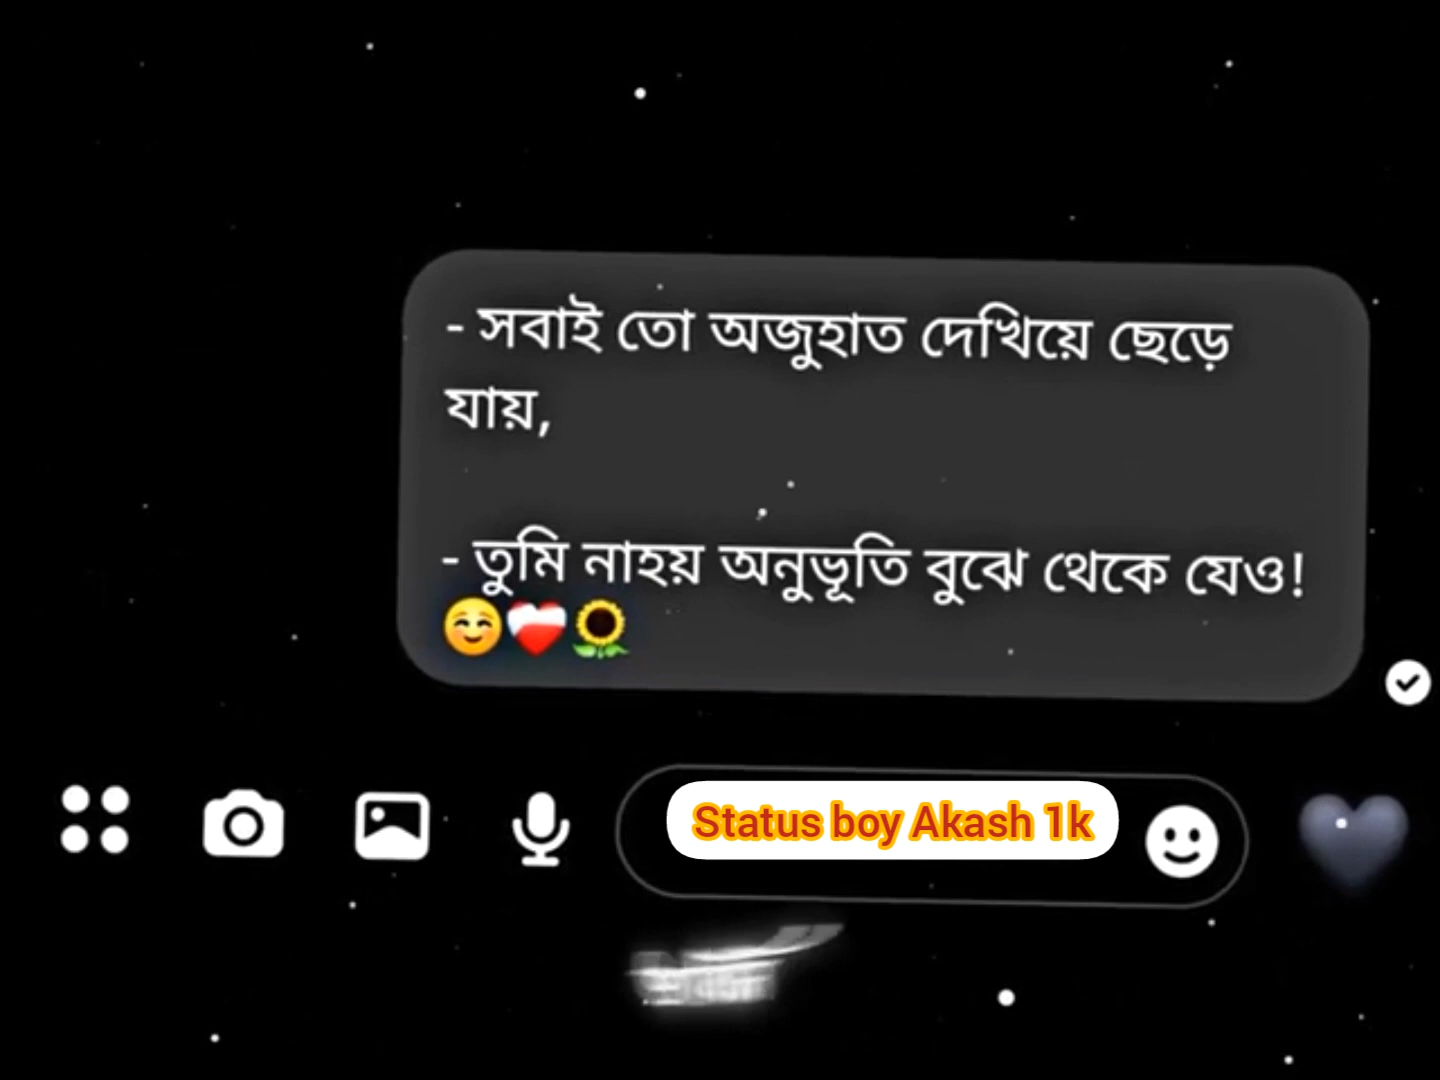 - সবাই তো অজুহাত দেখিয়ে ছেড়ে
যায়,
- তুমি নাহয় অনুভূতি বুঝে থেকে যেও!
☺️❤️‍🩹🌻
Status boy Akash 1k